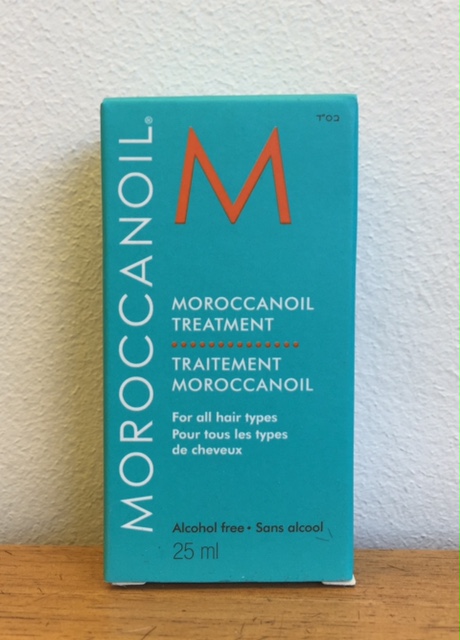 בס"ד
MOROCCANOIL®
M
MOROCCANOIL
TREATMENT
TRAITEMENT
MOROCCANOIL
For all hair types
Pour tous les types
de cheveux
Alcohol free • Sans alcool
25 ml